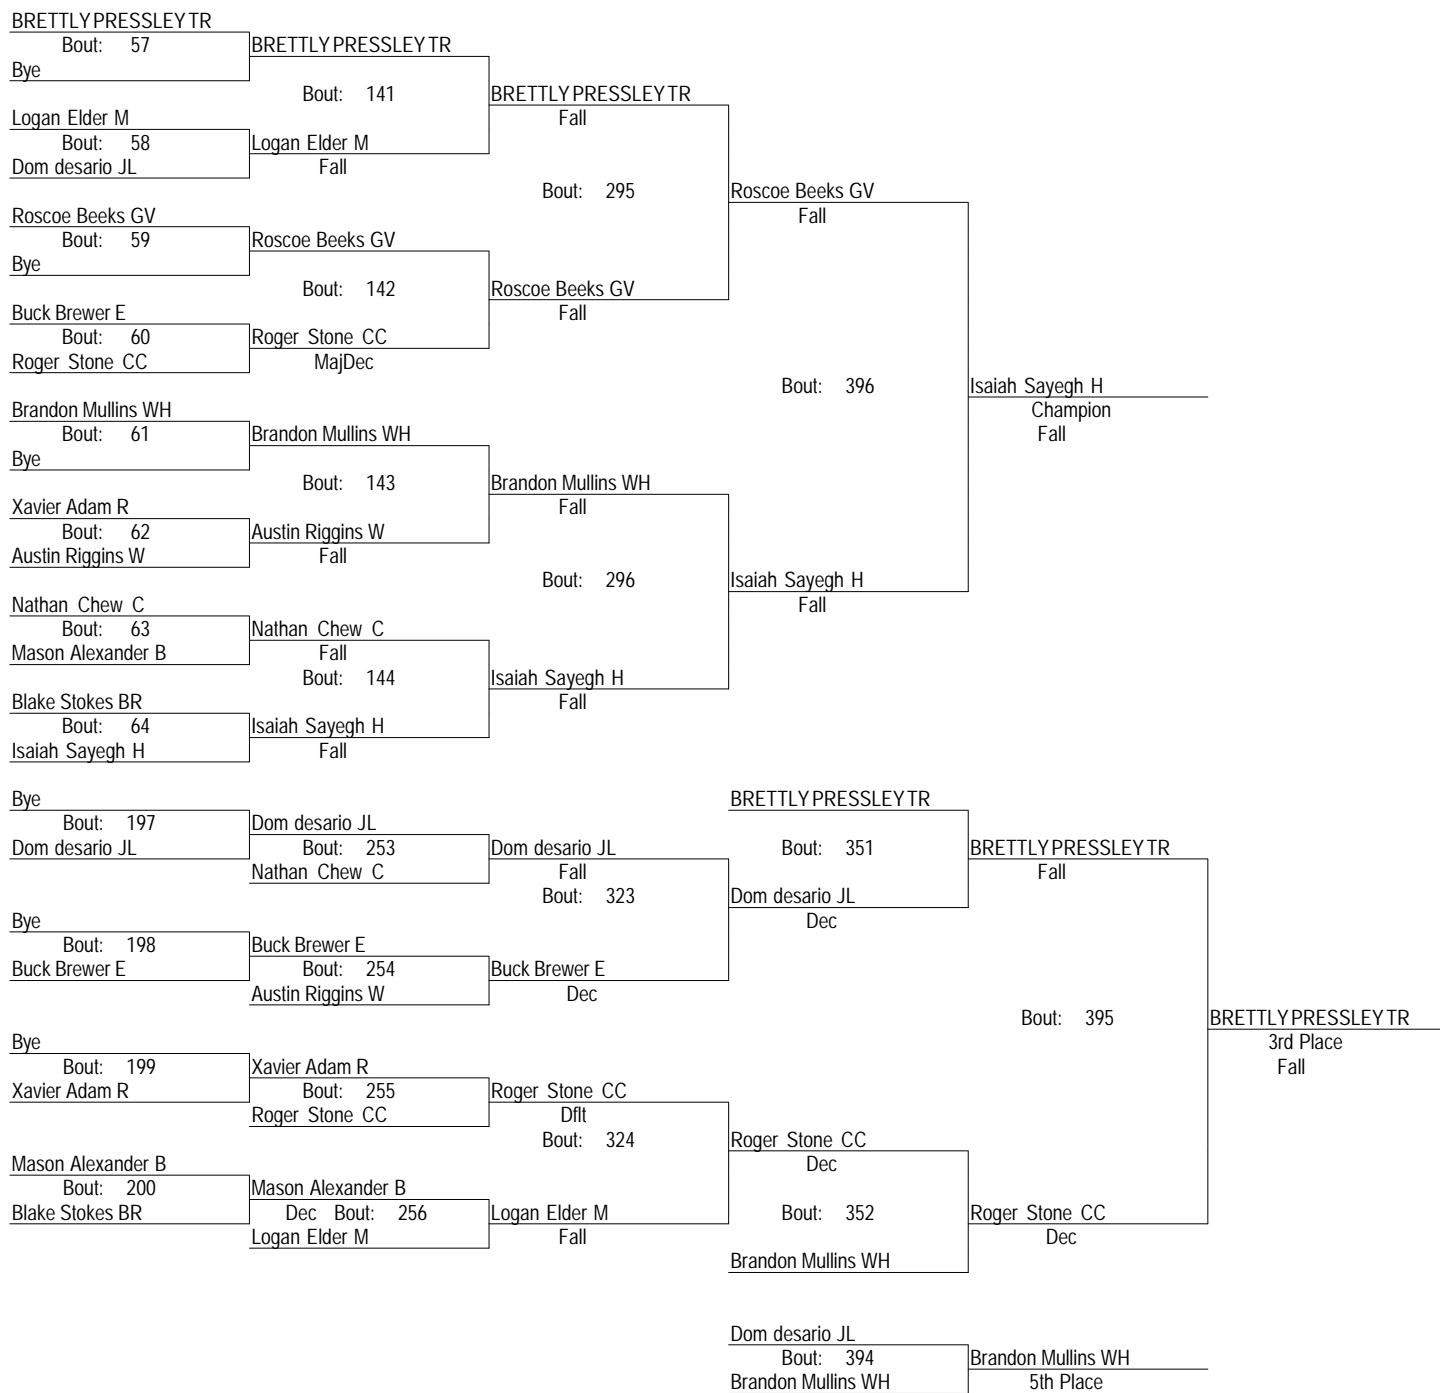 BRETTLY PRESSLEY TR
Bout: 57
BRETTLY PRESSLEY TR
Bye
Bout: 141
BRETTLY PRESSLEY TR
Fall
Logan Elder M
Bout: 58
Logan Elder M
Dom desario JL
Fall
Bout: 295
Roscoe Beeks GV
Fall
Roscoe Beeks GV
Bout: 59
Roscoe Beeks GV
Bye
Bout: 142
Roscoe Beeks GV
Fall
Buck Brewer E
Bout: 60
Roger Stone CC
Roger Stone CC
MajDec
Bout: 396
Isaiah Sayegh H
Champion
Fall
Brandon Mullins WH
Bout: 61
Brandon Mullins WH
Bye
Bout: 143
Brandon Mullins WH
Fall
Xavier Adam R
Bout: 62
Austin Riggins W
Austin Riggins W
Fall
Bout: 296
Isaiah Sayegh H
Fall
Nathan Chew C
Bout: 63
Nathan Chew C
Mason Alexander B
Fall
Bout: 144
Isaiah Sayegh H
Fall
Blake Stokes BR
Bout: 64
Isaiah Sayegh H
Isaiah Sayegh H
Fall
Bye
BRETTLY PRESSLEY TR
Bout: 197
Dom desario JL
Dom desario JL
Bout: 253
Dom desario JL
Bout: 351
BRETTLY PRESSLEY TR
Nathan Chew C
Fall
Fall
Bout: 323
Dom desario JL
Dec
Bye
Bout: 198
Buck Brewer E
Buck Brewer E
Bout: 254
Buck Brewer E
Austin Riggins W
Dec
Bout: 395
BRETTLY PRESSLEY TR
3rd Place
Fall
Bye
Bout: 199
Xavier Adam R
Xavier Adam R
Bout: 255
Roger Stone CC
Roger Stone CC
Dflt
Bout: 324
Roger Stone CC
Dec
Mason Alexander B
Bout: 200
Mason Alexander B
Blake Stokes BR
Dec Bout: 256
Logan Elder M
Bout: 352
Roger Stone CC
Logan Elder M
Fall
Dec
Brandon Mullins WH
Dom desario JL
Bout: 394
Brandon Mullins WH
Brandon Mullins WH
5th Place